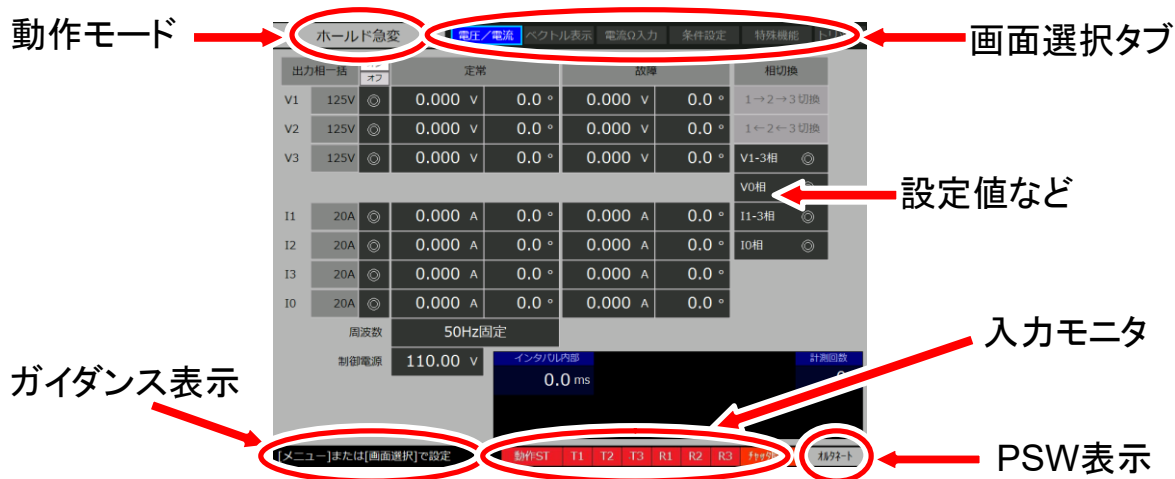 動作モード
ホールド急変
電圧／電流 ベクトル表示 電流Ω入力 条件設定 特殊機能
画面選択タブ
出力相一括 オフ 定常 故障 相切換
V1 125V ◎ 0.000 V 0.0 ° 0.000 V 0.0 ° 1→2→3切換
V2 125V ◎ 0.000 V 0.0 ° 0.000 V 0.0 ° 1←2←3切換
V3 125V ◎ 0.000 V 0.0 ° 0.000 V 0.0 ° V1-3相 ◎
V0相
設定値など
I1 20A ◎ 0.000 A 0.0 ° 0.000 A 0.0 ° I1-3相 ◎
I2 20A ◎ 0.000 A 0.0 ° 0.000 A 0.0 ° I0相 ◎
I3 20A ◎ 0.000 A 0.0 ° 0.000 A 0.0 °
I0 20A ◎ 0.000 A 0.0 ° 0.000 A 0.0 °
周波数 50Hz固定
入力モニタ
制御電源 110.00 V インタバル内部 計測回数
0.0 ms
ガイダンス表示
[メニュー]または[画面選択]で設定 動作ST T1 T2 T3 R1 R2 R3 ｵﾙﾀﾈｰﾄ
PSW表示